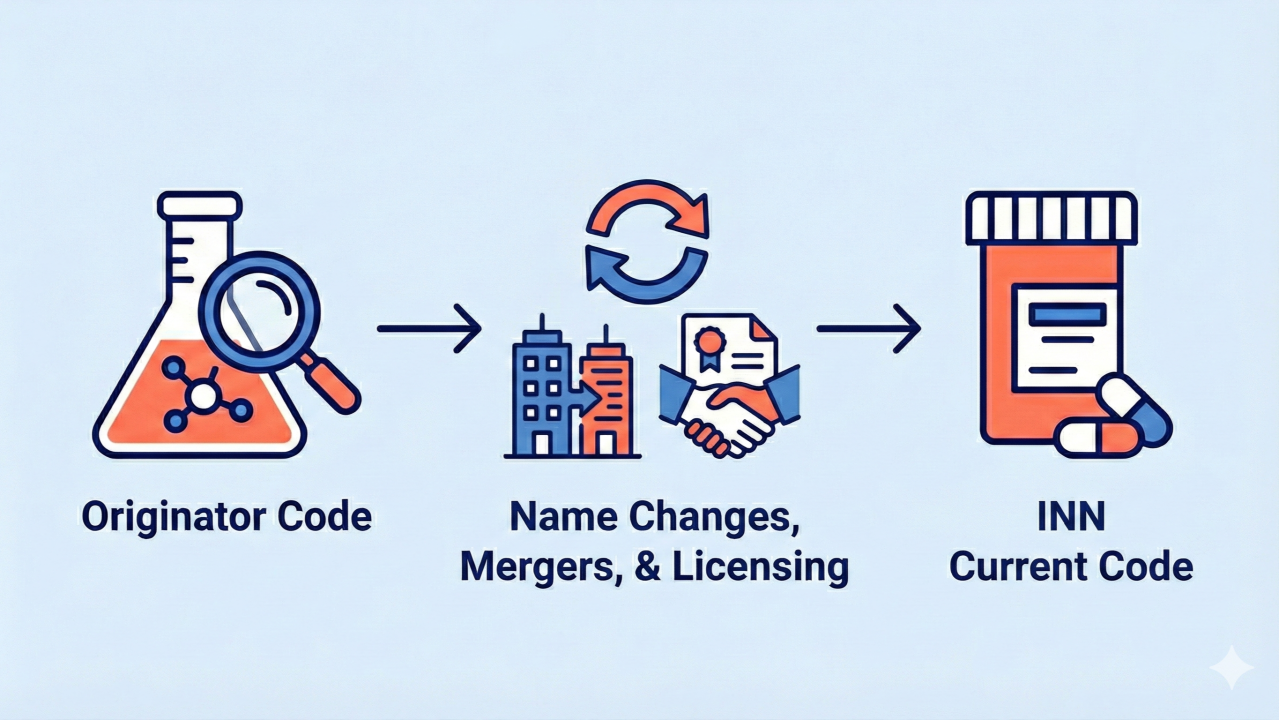 Originator Code
Name Changes,
Mergers, & Licensing
INN
Current Code